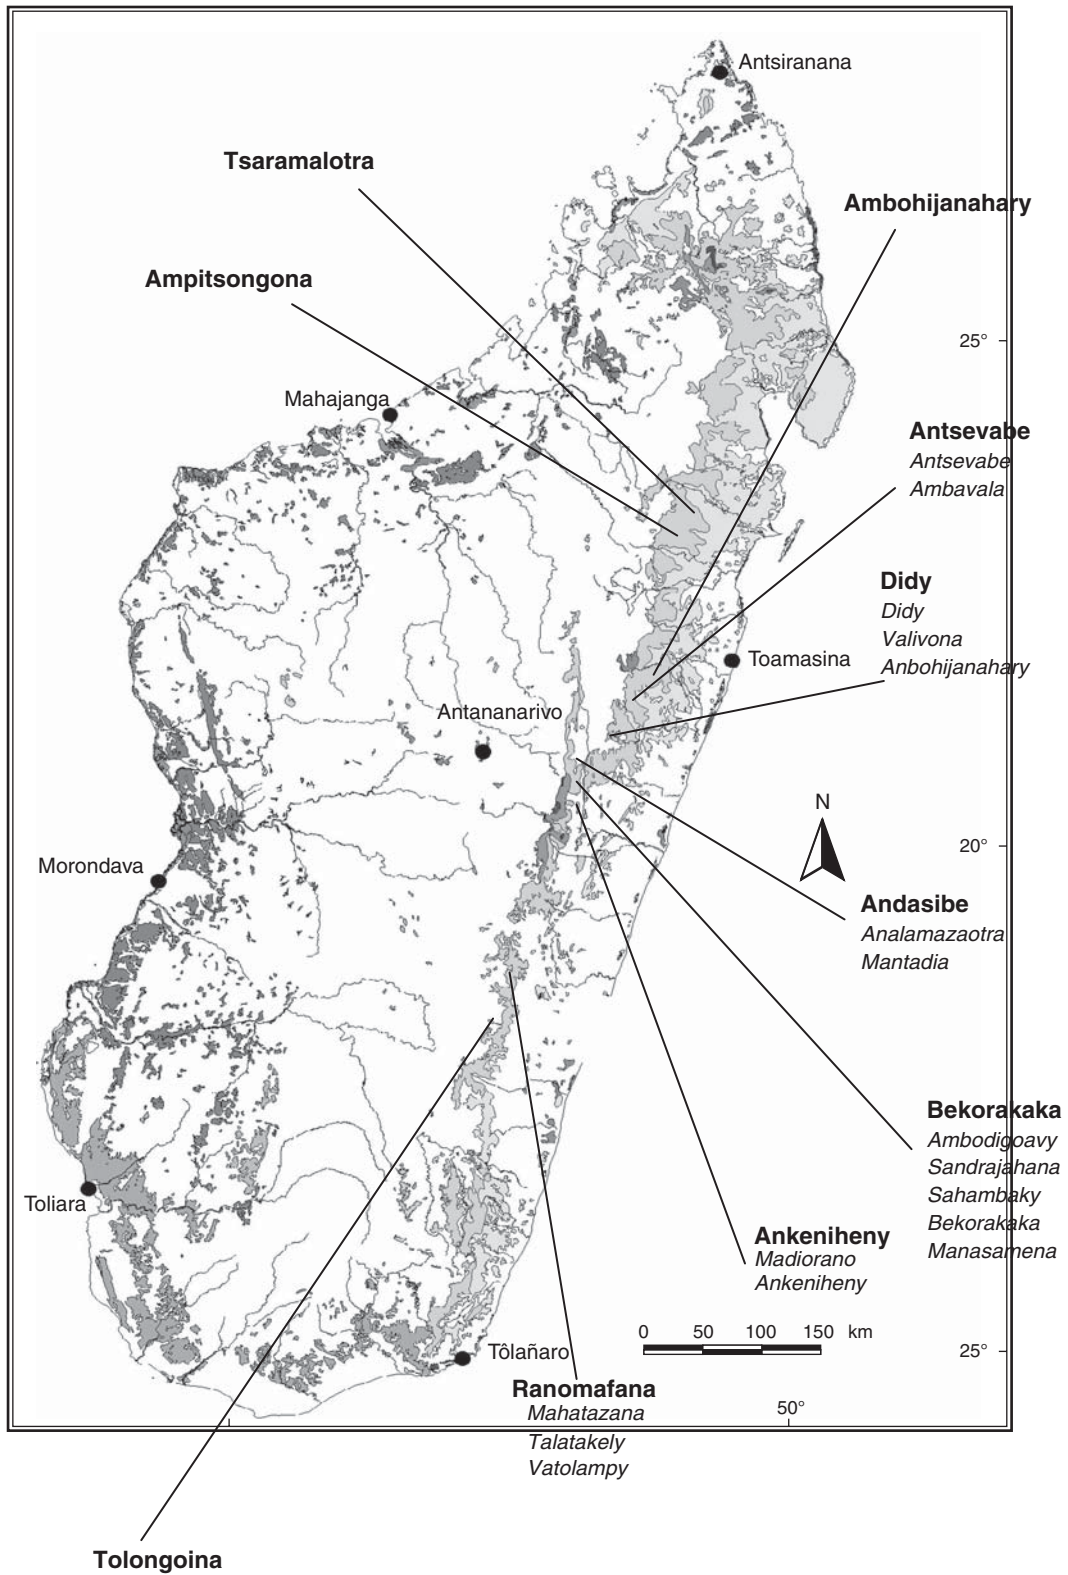 Antsiranana
Tsaramalotra
Ambohijanahary
Ampitsongona
25°
Mahajanga
Antsevabe
Antsevabe
Ambavala
Didy
Didy
Valivona
Anbohijanahary
Toamasina
Antananarivo
N
20°
Morondava
Andasibe
Analamazaotra
Mantadia
Bekorakaka
Ambodigoavy
Sandrajahana
Sahambaky
Bekorakaka
Manasamena
Toliara
Ankeniheny
Madiorano
Ankeniheny
0 50 100 150 km
Tôlañaro
25°
Ranomafana
Mahatazana
Talatakely
Vatolampy
50°
Tolongoina